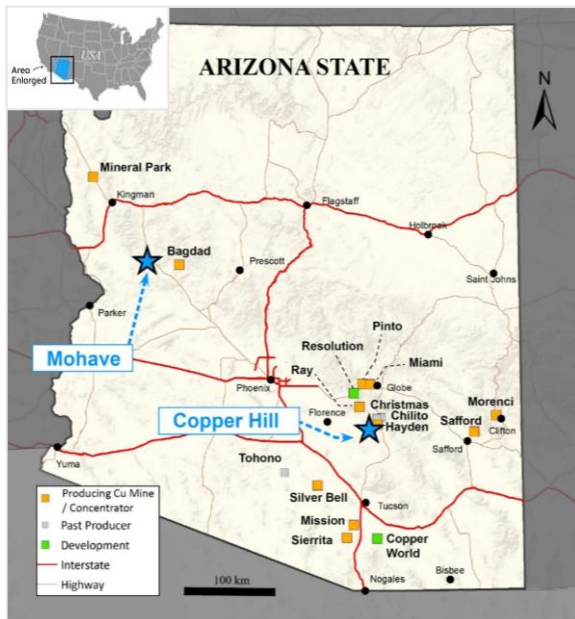 USA
Area
Enlarged
ARIZONA STATE
N
Mineral Park
Kingman
Flagstaff
Holbrook
Bagdad
Prescott
Saint Johns
Parker
Mohave
Pinto
Resolution
Miami
Ray
Phoenix
Globe
Christmas
Morenci
Copper Hill
Florence
Chilito
Hayden
Safford
Clifton
Safford
Yuma
Tohono
Silver Bell
Tucson
Mission
Sierrita
Copper
World
Bisbee
Nogales
Producing Cu Mine
/ Concentrator
Past Producer
Development
Interstate
Highway
100 km